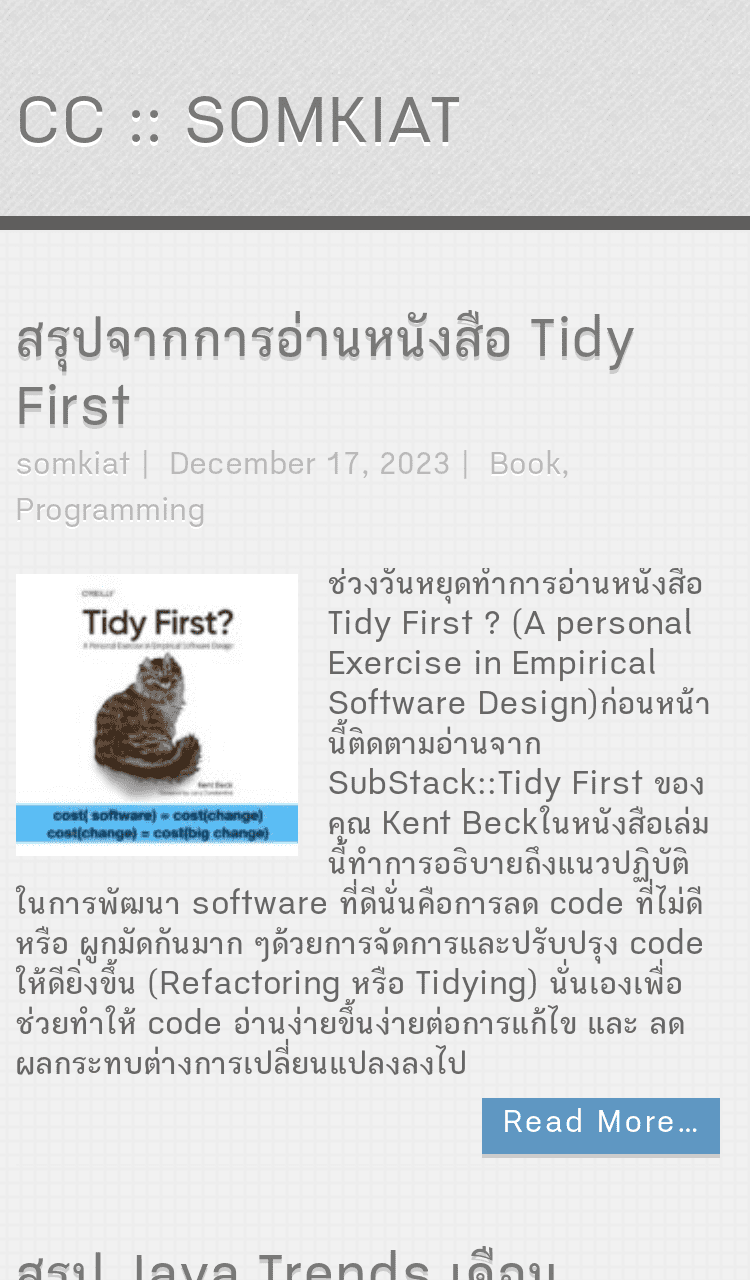 CC :: SOMKIAT
สรุปจากการอ่านหนังสือ Tidy
First
somkiat | December 17, 2023 | Book,
Programming
O'REILLY
Tidy First?
A Personal Exercise in Empirical Software Design
Kent Beck
cost( software) = cost(change)
cost(change) = cost(big change)
ช่วงวันหยุดทำการอ่านหนังสือ
Tidy First ? (A personal
Exercise in Empirical
Software Design)ก่อนหน้า
นี้ติดตามอ่านจาก
SubStack::Tidy First ของ
คุณ Kent Beckในหนังสือเล่ม
นี้ทำการอธิบายถึงแนวปฏิบัติ
ในการพัฒนา software ที่ดีนั่นคือการลด code ที่ไม่ดี
หรือ ผูกมัดกันมาก ๆด้วยการจัดการและปรับปรุง code
ให้ดียิ่งขึ้น (Refactoring หรือ Tidying) นั่นเองเพื่อ
ช่วยทำให้ code อ่านง่ายขึ้นง่ายต่อการแก้ไข และ ลด
ผลกระทบต่างการเปลี่ยนแปลงลงไป
Read More…
สรุป Java Trends เดือน